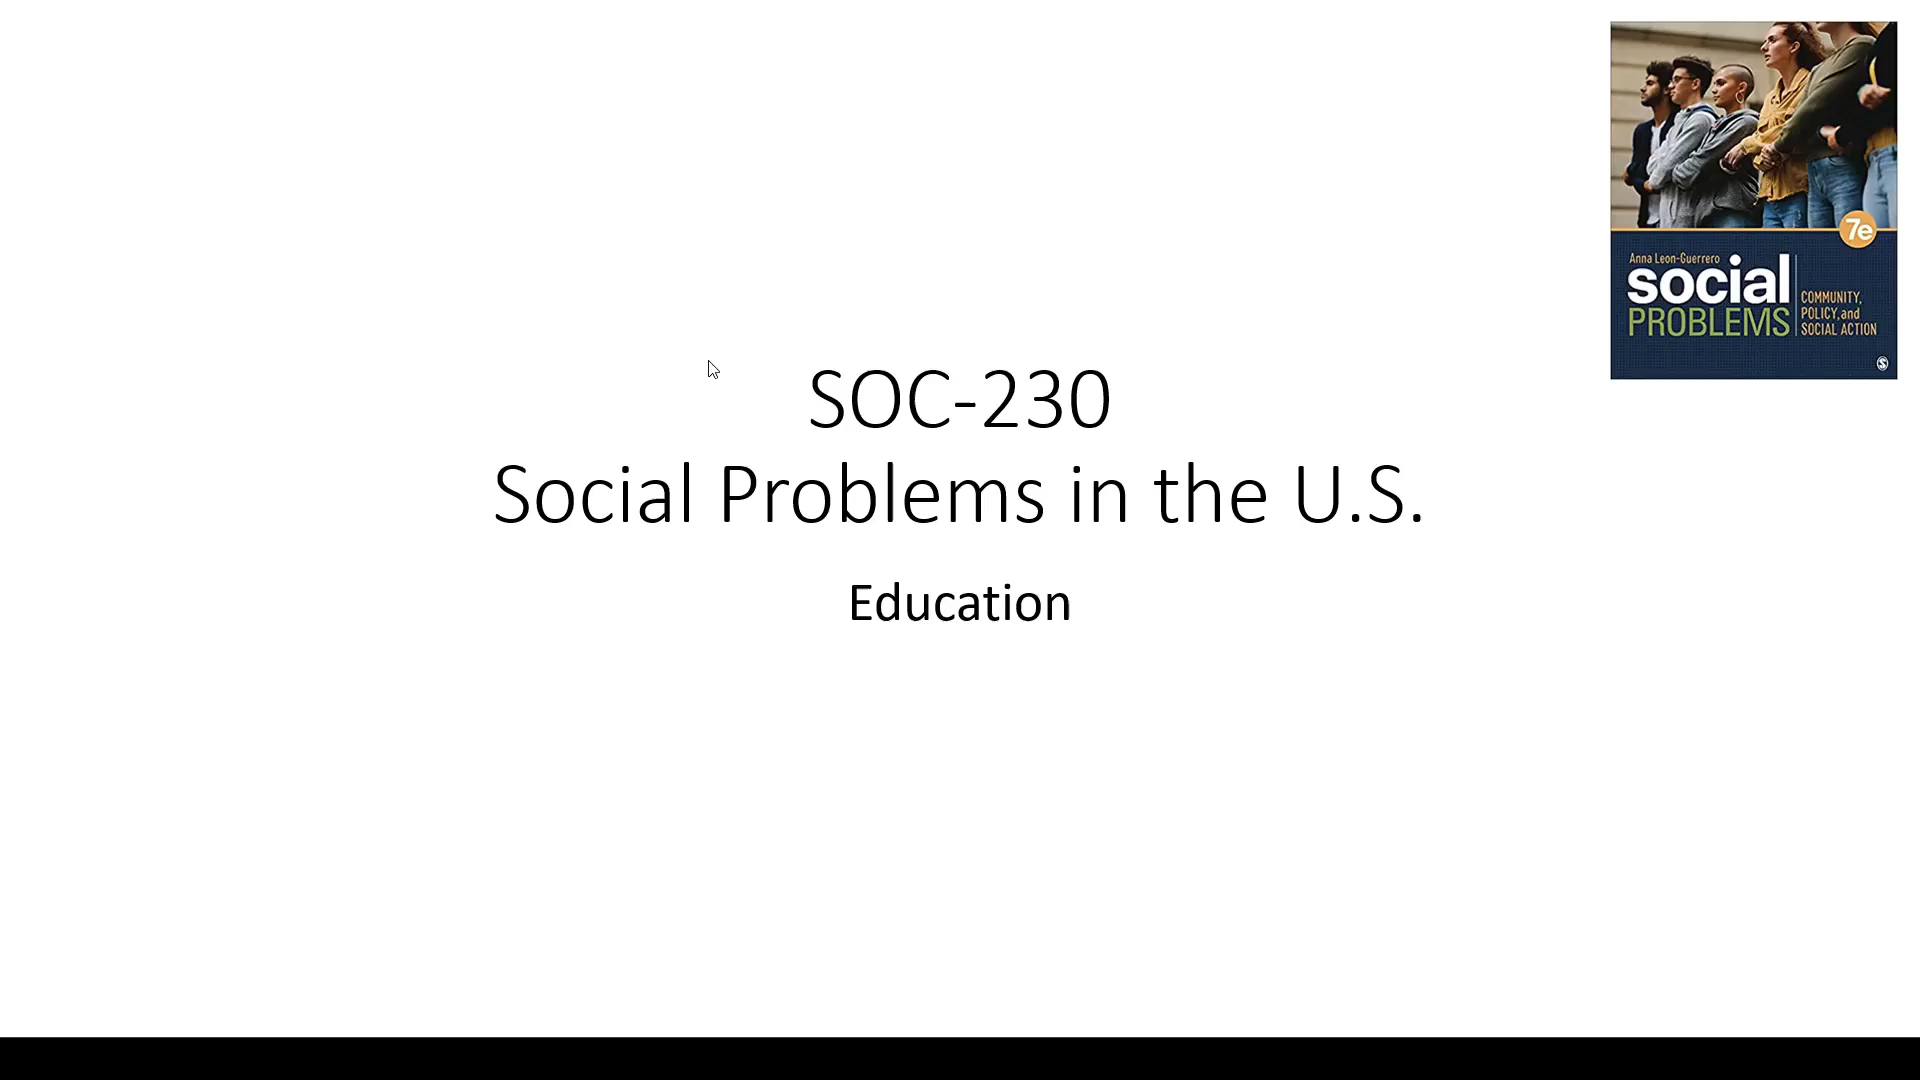 SOC-230
Social Problems in the U.S.
Education
7e
Anna Leon-Guerrero
social
PROBLEMS
COMMUNITY,
POLICY, and
SOCIAL ACTION
S